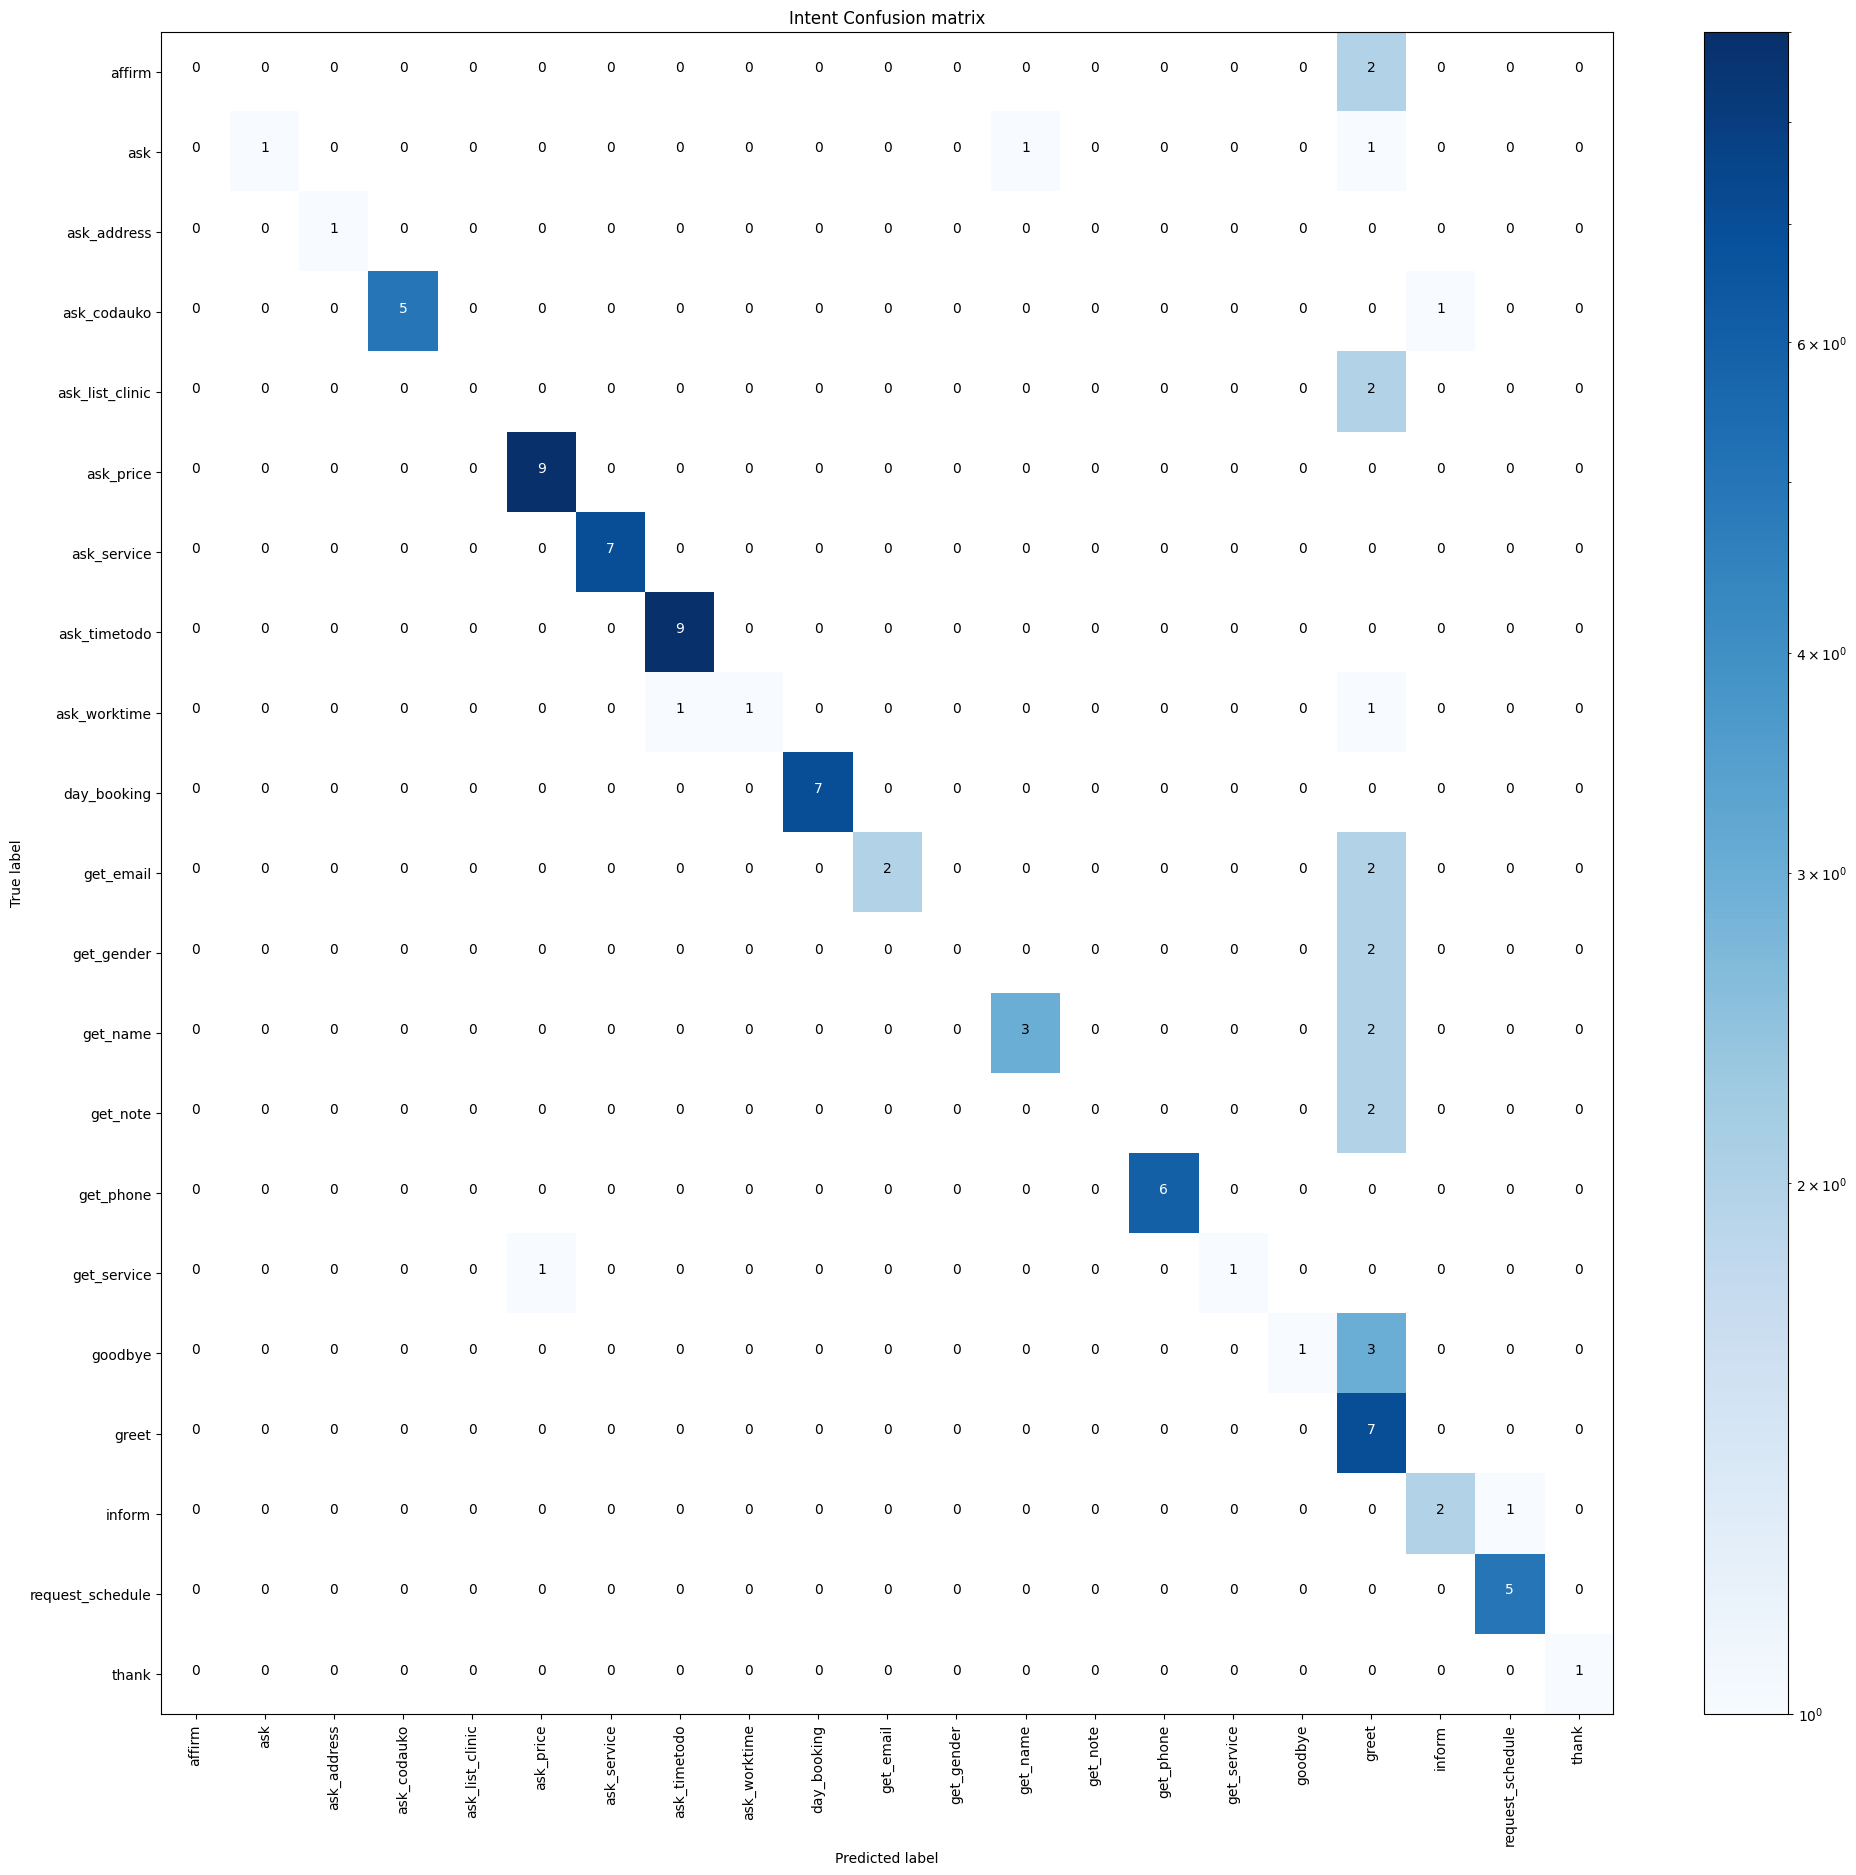 Intent Confusion matrix
True label
affirm 0 0 0 0 0 0 0 0 0 0 0 0 0 0 0 0 0 2 0 0 0
ask 0 1 0 0 0 0 0 0 0 0 0 0 1 0 0 0 0 1 0 0 0
ask_address 0 0 1 0 0 0 0 0 0 0 0 0 0 0 0 0 0 0 0 0 0
ask_codauko 0 0 0 5 0 0 0 0 0 0 0 0 0 0 0 0 0 0 1 0 0
ask_list_clinic 0 0 0 0 0 0 0 0 0 0 0 0 0 0 0 0 0 2 0 0 0
ask_price 0 0 0 0 0 9 0 0 0 0 0 0 0 0 0 0 0 0 0 0 0
ask_service 0 0 0 0 0 0 7 0 0 0 0 0 0 0 0 0 0 0 0 0 0
ask_timetodo 0 0 0 0 0 0 0 9 0 0 0 0 0 0 0 0 0 0 0 0 0
ask_worktime 0 0 0 0 0 0 0 1 1 0 0 0 0 0 0 0 0 1 0 0 0
day_booking 0 0 0 0 0 0 0 0 0 7 0 0 0 0 0 0 0 0 0 0 0
get_email 0 0 0 0 0 0 0 0 0 0 2 0 0 0 0 0 0 2 0 0 0
get_gender 0 0 0 0 0 0 0 0 0 0 0 0 0 0 0 0 0 2 0 0 0
get_name 0 0 0 0 0 0 0 0 0 0 0 0 3 0 0 0 0 2 0 0 0
get_note 0 0 0 0 0 0 0 0 0 0 0 0 0 0 0 0 0 2 0 0 0
get_phone 0 0 0 0 0 0 0 0 0 0 0 0 0 0 6 0 0 0 0 0 0
get_service 0 0 0 0 0 1 0 0 0 0 0 0 0 0 0 1 0 0 0 0 0
goodbye 0 0 0 0 0 0 0 0 0 0 0 0 0 0 0 0 1 3 0 0 0
greet 0 0 0 0 0 0 0 0 0 0 0 0 0 0 0 0 0 7 0 0 0
inform 0 0 0 0 0 0 0 0 0 0 0 0 0 0 0 0 0 0 2 1 0
request_schedule 0 0 0 0 0 0 0 0 0 0 0 0 0 0 0 0 0 0 0 5 0
thank 0 0 0 0 0 0 0 0 0 0 0 0 0 0 0 0 0 0 0 0 1
affirm
ask
ask_address
ask_codauko
ask_list_clinic
ask_price
ask_service
ask_timetodo
ask_worktime
day_booking
get_email
get_gender
get_name
get_note
get_phone
get_service
goodbye
greet
inform
request_schedule
thank
Predicted label
6 × 10⁰
4 × 10⁰
3 × 10⁰
2 × 10⁰
10⁰